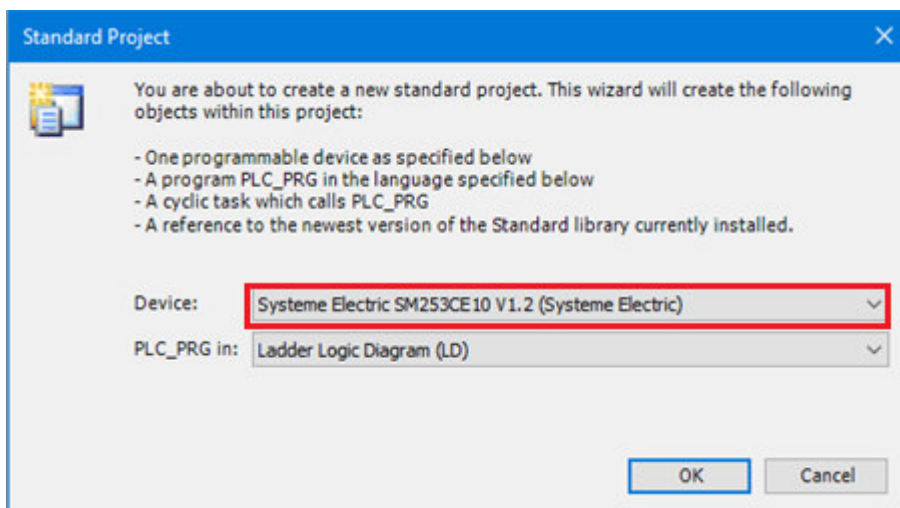 Standard Project
You are about to create a new standard project. This wizard will create the following
objects within this project:
- One programmable device as specified below
- A program PLC_PRG in the language specified below
- A cyclic task which calls PLC_PRG
- A reference to the newest version of the Standard library currently installed.
Device: Systeme Electric SM253CE10 V1.2 (Systeme Electric)
PLC_PRG in: Ladder Logic Diagram (LD)
OK Cancel